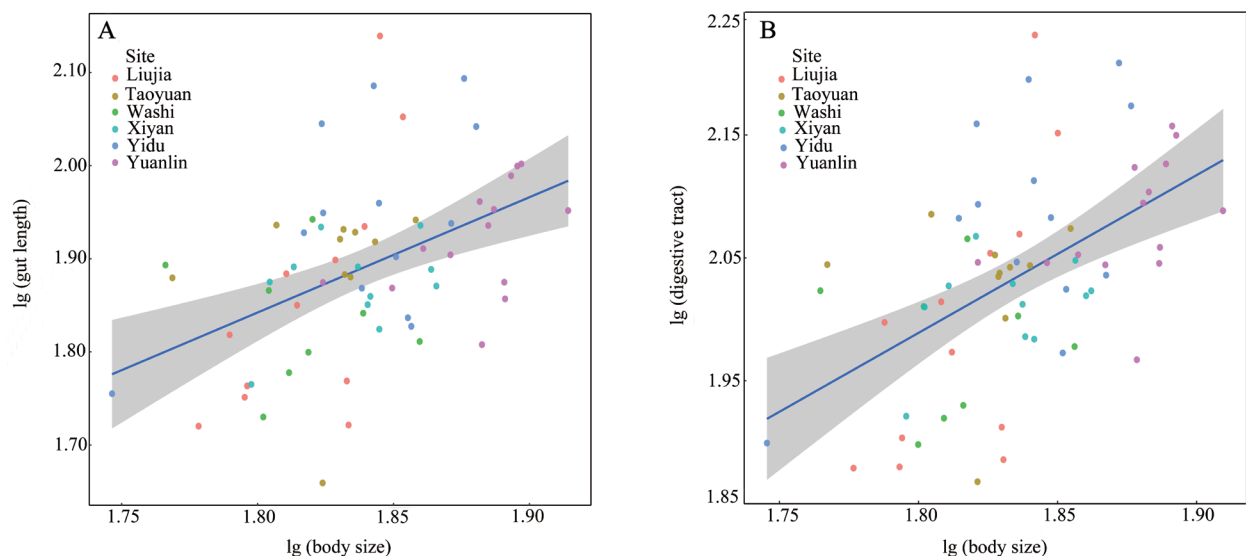 A
Site
Liujia
Taoyuan
Washi
Xiyan
Yidu
Yuanlin
2.10
2.00
1.90
1.80
1.70
lg (gut length)
1.75 1.80 1.85 1.90
lg (body size)
B
Site
Liujia
Taoyuan
Washi
Xiyan
Yidu
Yuanlin
2.25
2.15
2.05
1.95
1.85
lg (digestive tract)
1.75 1.80 1.85 1.90
lg (body size)